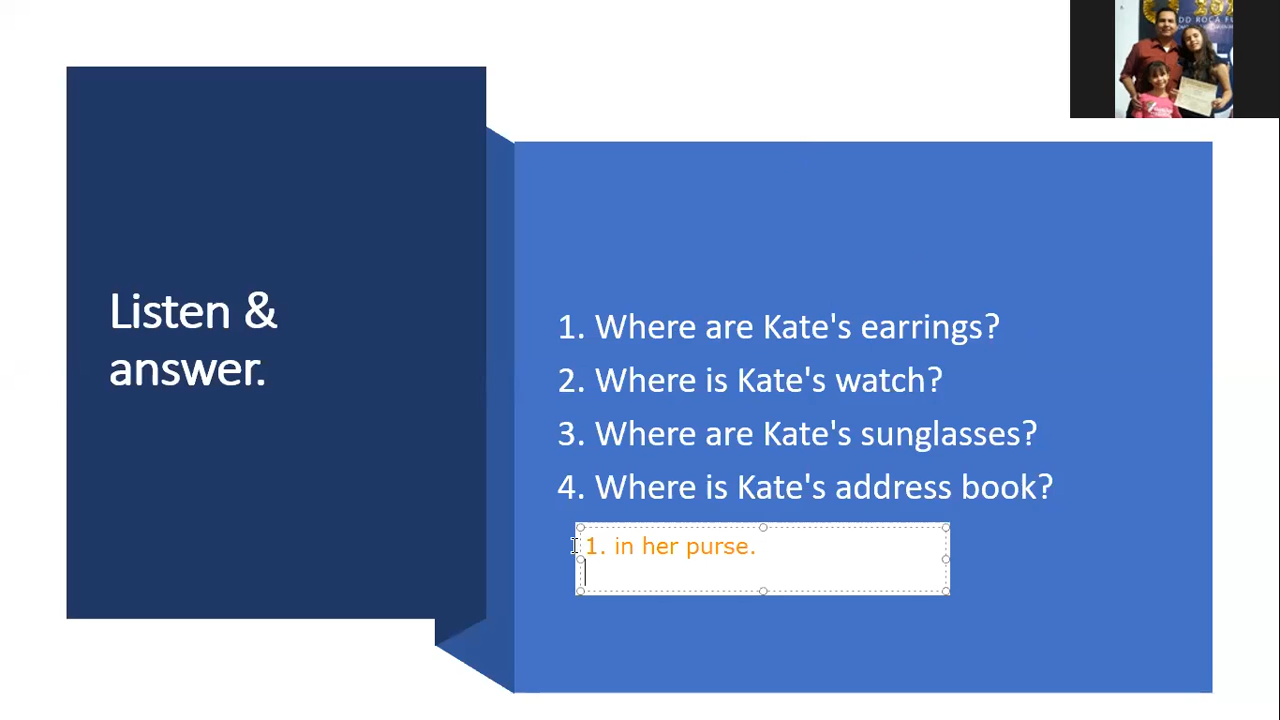 Listen &
answer.
1. Where are Kate's earrings?
2. Where is Kate's watch?
3. Where are Kate's sunglasses?
4. Where is Kate's address book?
1. in her purse.